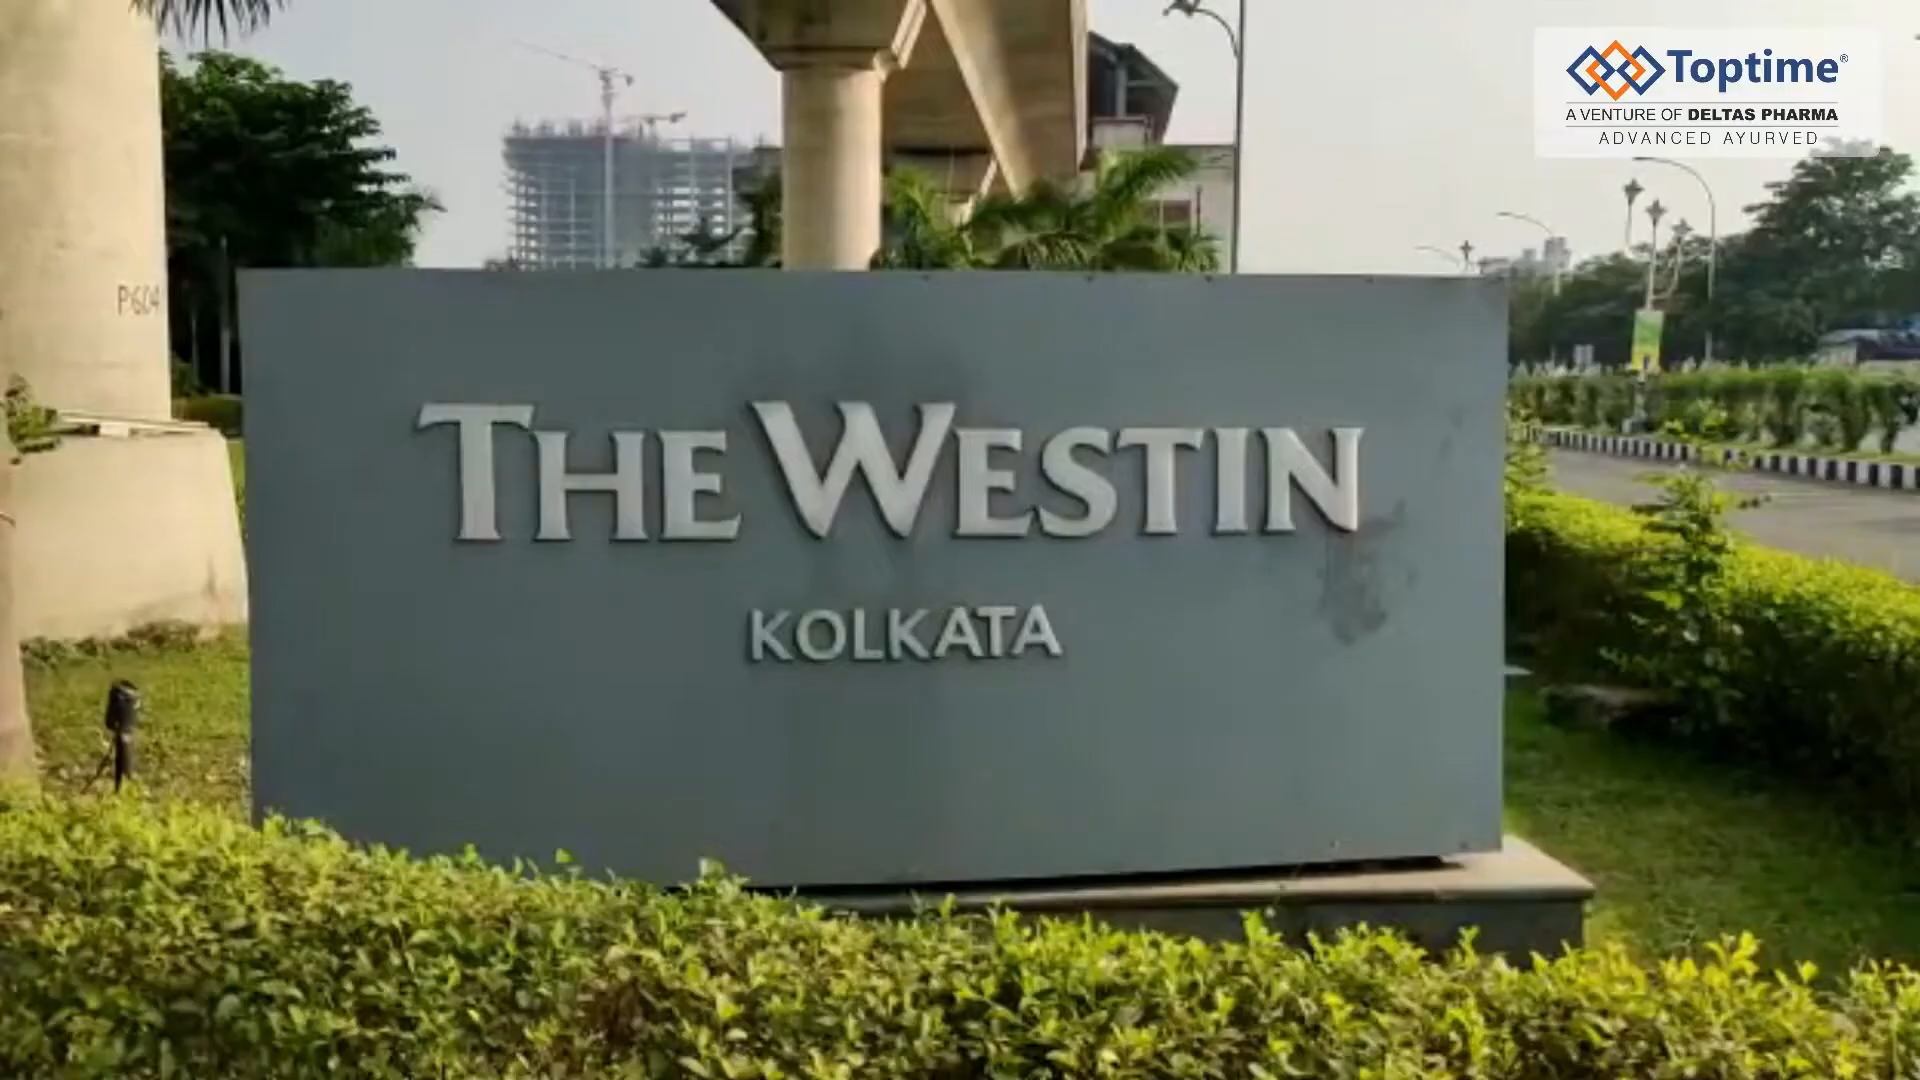 Toptime®
A VENTURE OF DELTAS PHARMA
ADVANCED AYURVED
P604
THE WESTIN
KOLKATA